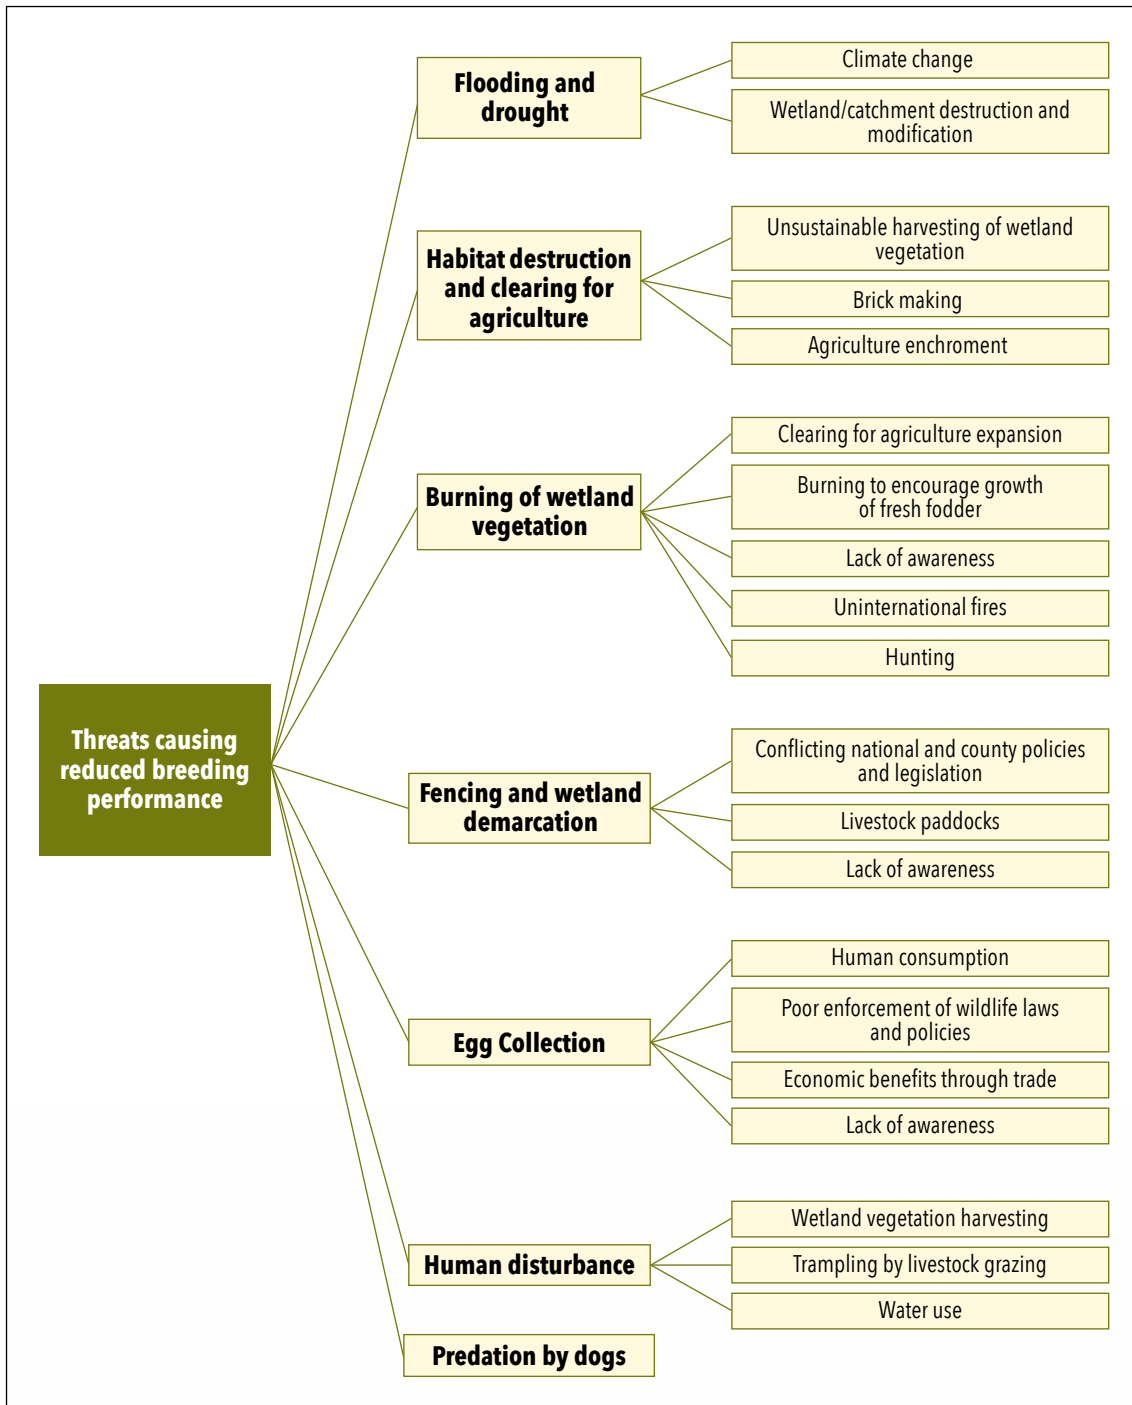 Threats causing
reduced breeding
performance
Flooding and
drought
Climate change
Wetland/catchment destruction and
modification
Habitat destruction
and clearing for
agriculture
Unsustainable harvesting of wetland
vegetation
Brick making
Agriculture enchroment
Burning of wetland
vegetation
Clearing for agriculture expansion
Burning to encourage growth
of fresh fodder
Lack of awareness
Uninternational fires
Hunting
Fencing and wetland
demarcation
Conflicting national and county policies
and legislation
Livestock paddocks
Lack of awareness
Egg Collection
Human consumption
Poor enforcement of wildlife laws
and policies
Economic benefits through trade
Lack of awareness
Human disturbance
Wetland vegetation harvesting
Trampling by livestock grazing
Water use
Predation by dogs